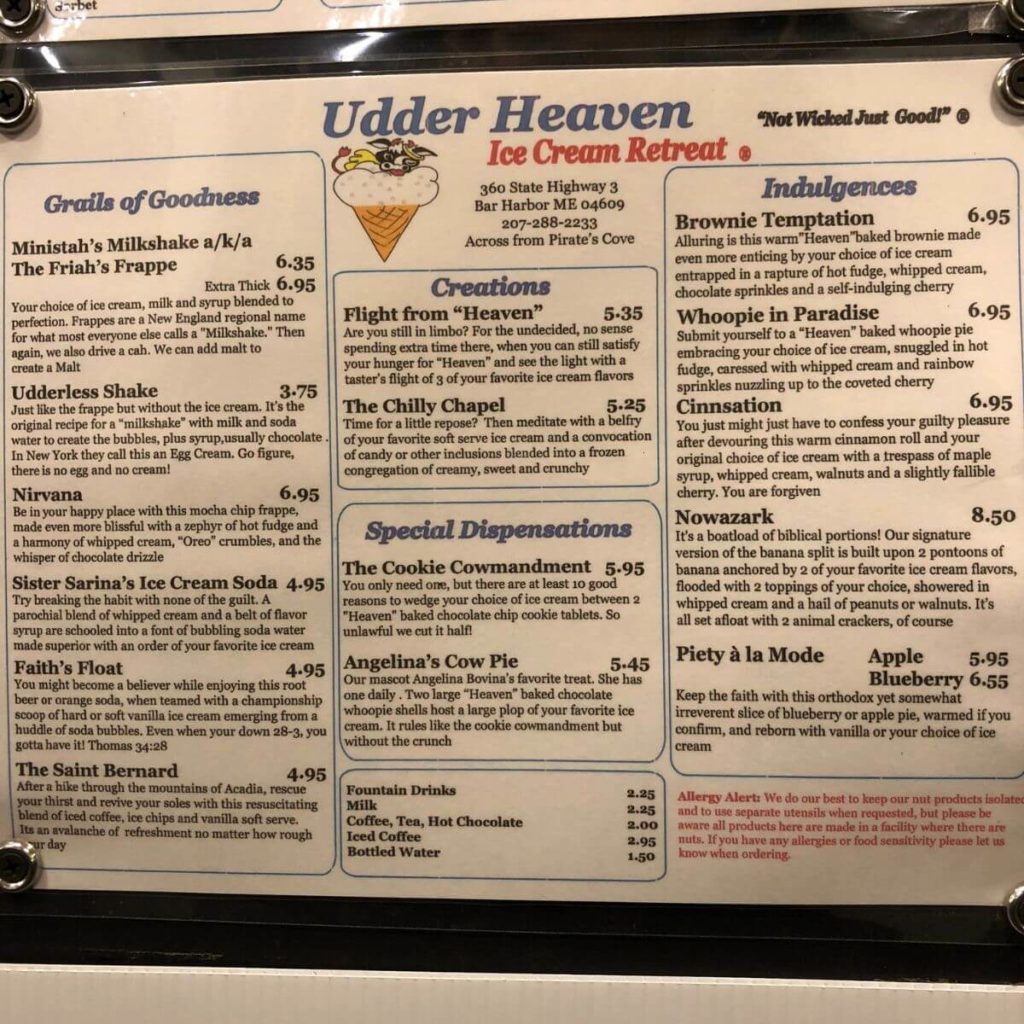 Udder Heaven
"Not Wicked Just Good!" ®
Ice Cream Retreat ®
360 State Highway 3
Bar Harbor ME 04609
207-288-2233
Across from Pirate's Cove
Grails of Goodness
Ministah's Milkshake a/k/a
The Friah's Frappe 6.35
Extra Thick 6.95
Your choice of ice cream, milk and syrup blended to
perfection. Frappes are a New England regional name
for what most everyone else calls a "Milkshake." Then
again, we also drive a cah. We can add malt to
create a Malt
Udderless Shake 3.75
Just like the frappe but without the ice cream. It's the
original recipe for a "milkshake" with milk and soda
water to create the bubbles, plus syrup,usually chocolate .
In New York they call this an Egg Cream. Go figure,
there is no egg and no cream!
Nirvana 6.95
Be in your happy place with this mocha chip frappe,
made even more blissful with a zephyr of hot fudge and
a harmony of whipped cream, "Oreo" crumbles, and the
whisper of chocolate drizzle
Sister Sarina's Ice Cream Soda 4.95
Try breaking the habit with none of the guilt. A
parochial blend of whipped cream and a belt of flavor
syrup are schooled into a font of bubbling soda water
made superior with an order of your favorite ice cream
Faith's Float 4.95
You might become a believer while enjoying this root
beer or orange soda, when teamed with a championship
scoop of hard or soft vanilla ice cream emerging from a
huddle of soda bubbles. Even when your down 28-3, you
gotta have it! Thomas 34:28
The Saint Bernard 4.95
After a hike through the mountains of Acadia, rescue
your thirst and revive your soles with this resuscitating
blend of iced coffee, ice chips and vanilla soft serve.
Its an avalanche of refreshment no matter how rough
day
Creations
Flight from "Heaven" 5.35
Are you still in limbo? For the undecided, no sense
spending extra time there, when you can still satisfy
your hunger for "Heaven" and see the light with a
taster's flight of 3 of your favorite ice cream flavors
The Chilly Chapel 5.25
Time for a little repose? Then meditate with a belfry
of your favorite soft serve ice cream and a convocation
of candy or other inclusions blended into a frozen
congregation of creamy, sweet and crunchy
Special Dispensations
The Cookie Cowmandment 5.95
You only need one, but there are at least 10 good
reasons to wedge your choice of ice cream between 2
"Heaven" baked chocolate chip cookie tablets. So
unlawful we cut it half!
Angelina's Cow Pie 5.45
Our mascot Angelina Bovina's favorite treat. She has
one daily . Two large "Heaven" baked chocolate
whoopie shells host a large plop of your favorite ice
cream. It rules like the cookie cowmandment but
without the crunch
Fountain Drinks 2.25
Milk 2.25
Coffee, Tea, Hot Chocolate 2.00
Iced Coffee 2.95
Bottled Water 1.50
Indulgences
Brownie Temptation 6.95
Alluring is this warm"Heaven"baked brownie made
even more enticing by your choice of ice cream
entrapped in a rapture of hot fudge, whipped cream,
chocolate sprinkles and a self-indulging cherry
Whoopie in Paradise 6.95
Submit yourself to a "Heaven" baked whoopie pie
embracing your choice of ice cream, snuggled in hot
fudge, caressed with whipped cream and rainbow
sprinkles nuzzling up to the coveted cherry
Cinnsation 6.95
You just might just have to confess your guilty pleasure
after devouring this warm cinnamon roll and your
original choice of ice cream with a trespass of maple
syrup, whipped cream, walnuts and a slightly fallible
cherry. You are forgiven
Nowazark 8.50
It's a boatload of biblical portions! Our signature
version of the banana split is built upon 2 pontoons of
banana anchored by 2 of your favorite ice cream flavors,
flooded with 2 toppings of your choice, showered in
whipped cream and a hail of peanuts or walnuts. It's
all set afloat with 2 animal crackers, of course
Piety à la Mode Apple 5.95
Blueberry 6.55
Keep the faith with this orthodox yet somewhat
irreverent slice of blueberry or apple pie, warmed if you
confirm, and reborn with vanilla or your choice of ice
cream
Allergy Alert: We do our best to keep our nut products isolated
and to use separate utensils when requested, but please be
aware all products here are made in a facility where there are
nuts. If you have any allergies or food sensitivity please let us
know when ordering.